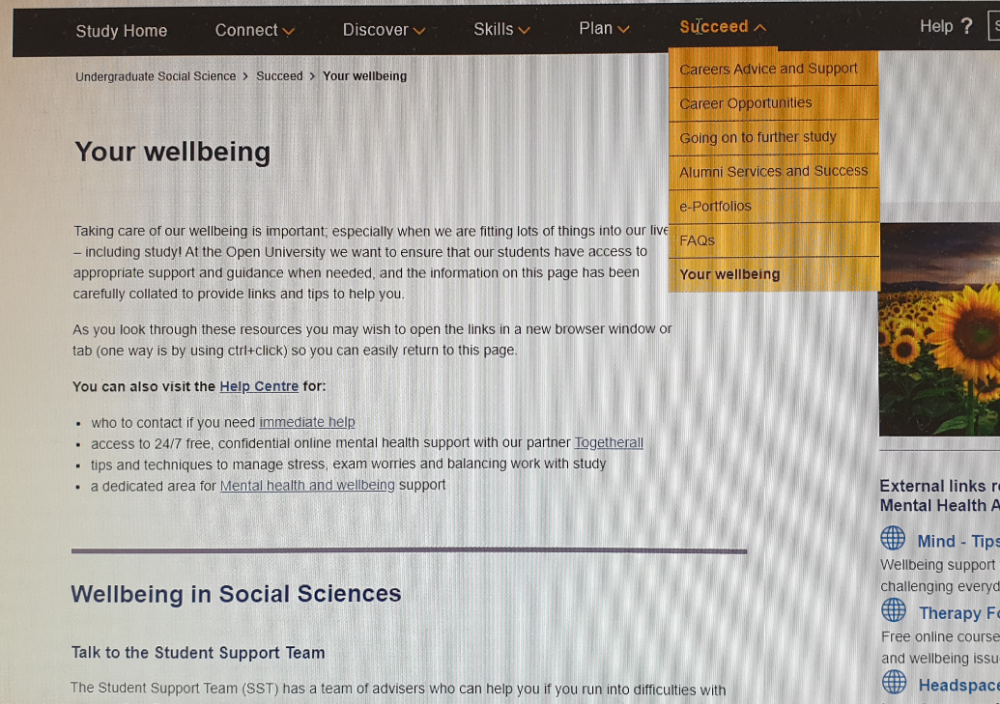 Study Home Connect Discover Skills Plan Succeed Help ?
Undergraduate Social Science > Succeed > Your wellbeing
Careers Advice and Support
Career Opportunities
Going on to further study
Alumni Services and Success
e-Portfolios
FAQs
Your wellbeing
Your wellbeing
Taking care of our wellbeing is important, especially when we are fitting lots of things into our live
– including study! At the Open University we want to ensure that our students have access to
appropriate support and guidance when needed, and the information on this page has been
carefully collated to provide links and tips to help you.
As you look through these resources you may wish to open the links in a new browser window or
tab (one way is by using ctrl+click) so you can easily return to this page.
You can also visit the Help Centre for:
• who to contact if you need immediate help
• access to 24/7 free, confidential online mental health support with our partner Togetherall
• tips and techniques to manage stress, exam worries and balancing work with study
• a dedicated area for Mental health and wellbeing support
Wellbeing in Social Sciences
Talk to the Student Support Team
The Student Support Team (SST) has a team of advisers who can help you if you run into difficulties with
External links
Mental Health A
Mind - Tips
Wellbeing support
challenging everyd
Therapy Fo
Free online course
and wellbeing issu
Headspace